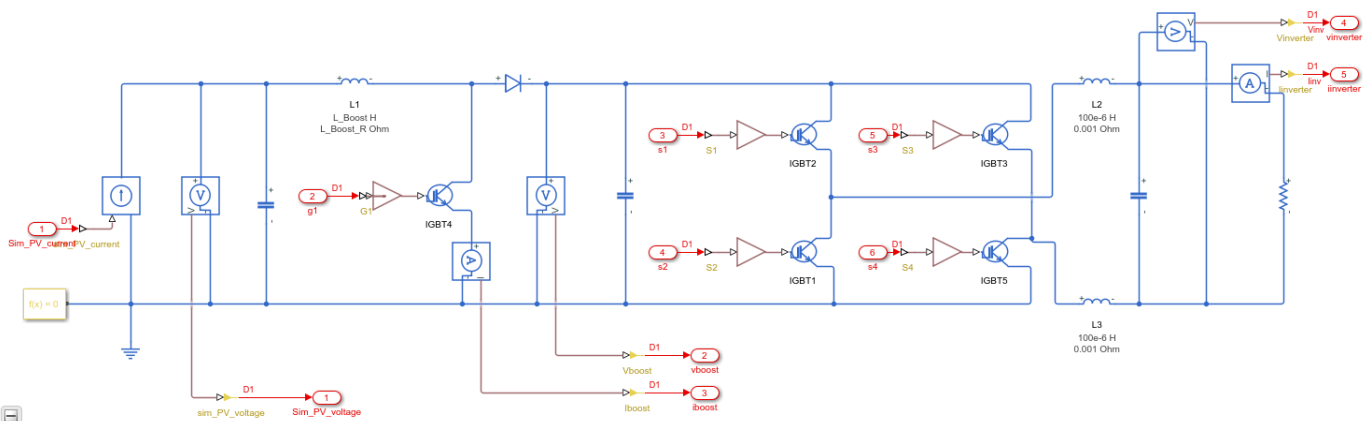 D1
4
Vinverter
Vinv
vinverter
D1
5
Iinverter
Iinv
iinverter
L1
L_Boost H
L_Boost_R Ohm
L2
100e-6 H
0.001 Ohm
D1
3
s1
S1
IGBT2
D1
5
s3
S3
IGBT3
D1
2
g1
G1
IGBT4
D1
1
Sim_PV_current
D1
4
s2
S2
IGBT1
D1
6
s4
S4
IGBT5
f(x) = 0
L3
100e-6 H
0.001 Ohm
D1
2
Vboost
vboost
D1
3
Iboost
iboost
D1
1
sim_PV_voltage
Sim_PV_voltage